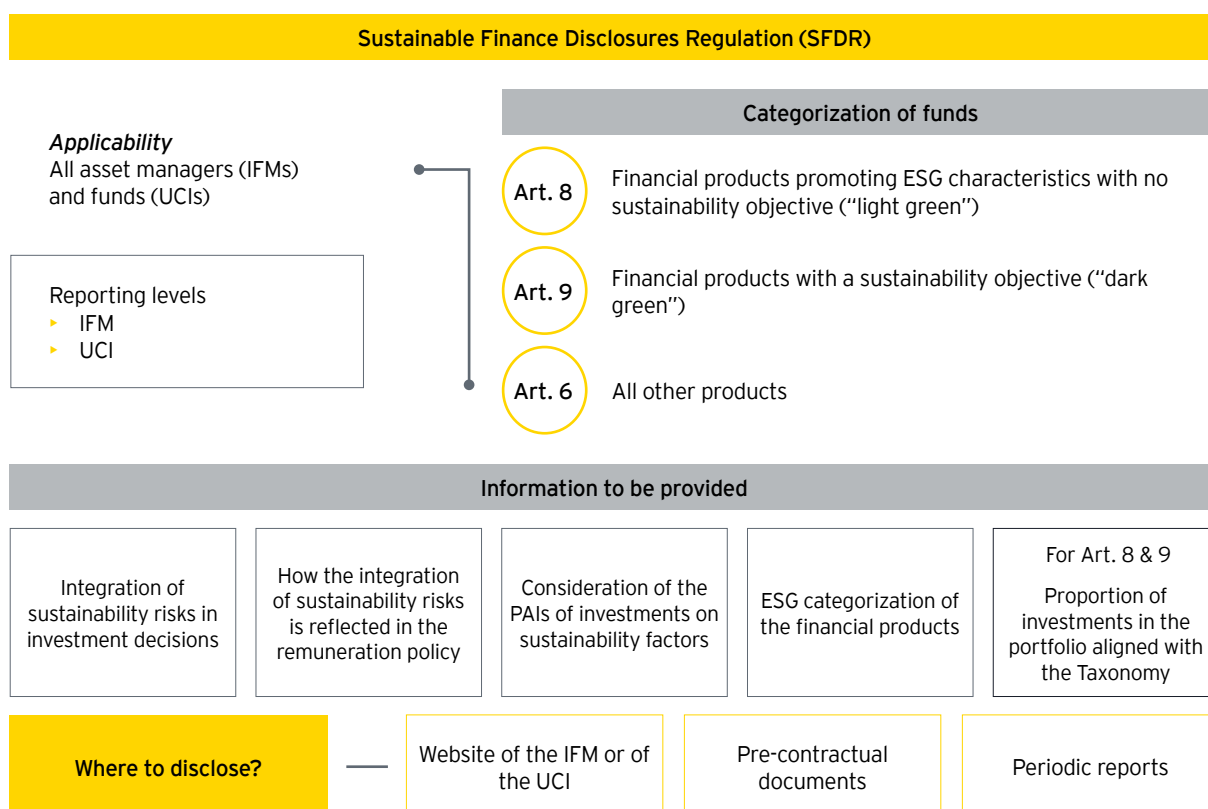 Sustainable Finance Disclosures Regulation (SFDR)
Applicability
All asset managers (IFMs)
and funds (UCIs)
Reporting levels
▸ IFM
▸ UCI
Categorization of funds
Art. 8
Financial products promoting ESG characteristics with no
sustainability objective (“light green”)
Art. 9
Financial products with a sustainability objective (“dark
green”)
Art. 6
All other products
Information to be provided
Integration of
sustainability risks in
investment decisions
How the integration
of sustainability risks
is reflected in the
remuneration policy
Consideration of the
PAIs of investments on
sustainability factors
ESG categorization of
the financial products
For Art. 8 & 9
Proportion of
investments in the
portfolio aligned with
the Taxonomy
Where to disclose?
Website of the IFM or of
the UCI
Pre-contractual
documents
Periodic reports